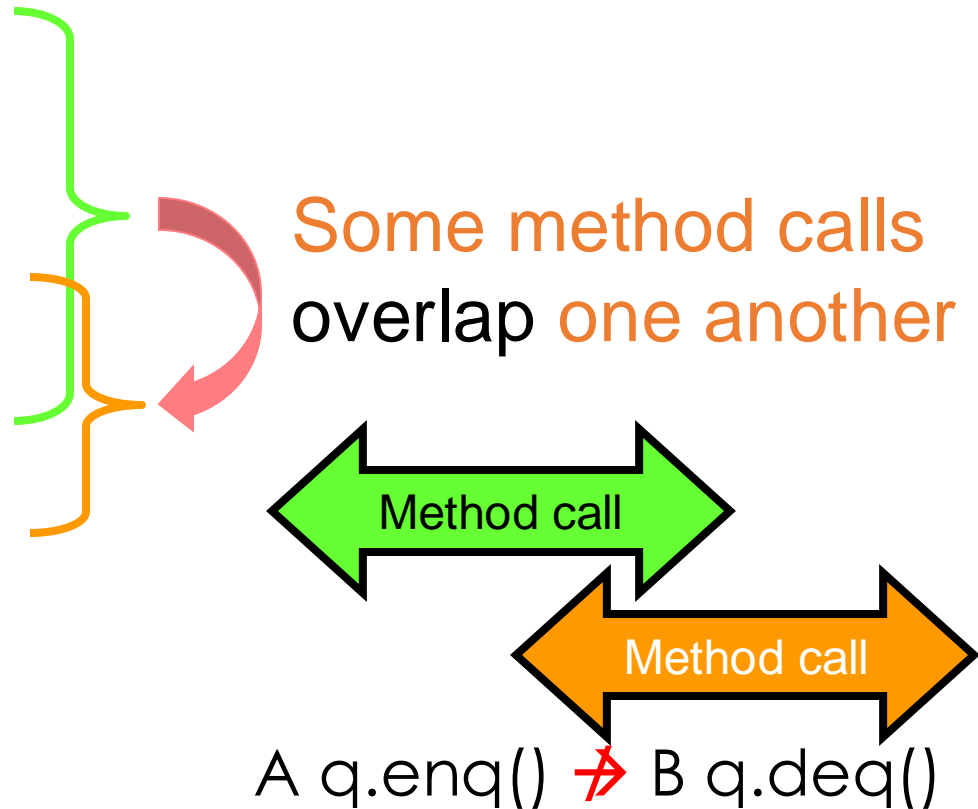 Some method calls
overlap one another
Method call
Method call
A q.enq() ↛ B q.deq()